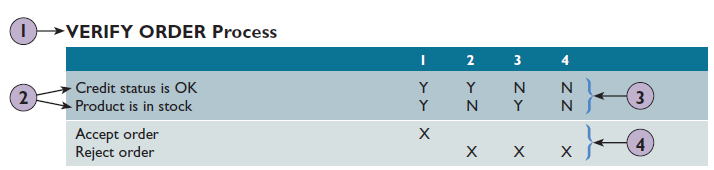 1 VERIFY ORDER Process
1 2 3 4
Credit status is OK Y Y N N
2 3
Product is in stock Y N Y N
Accept order X
4
Reject order X X X